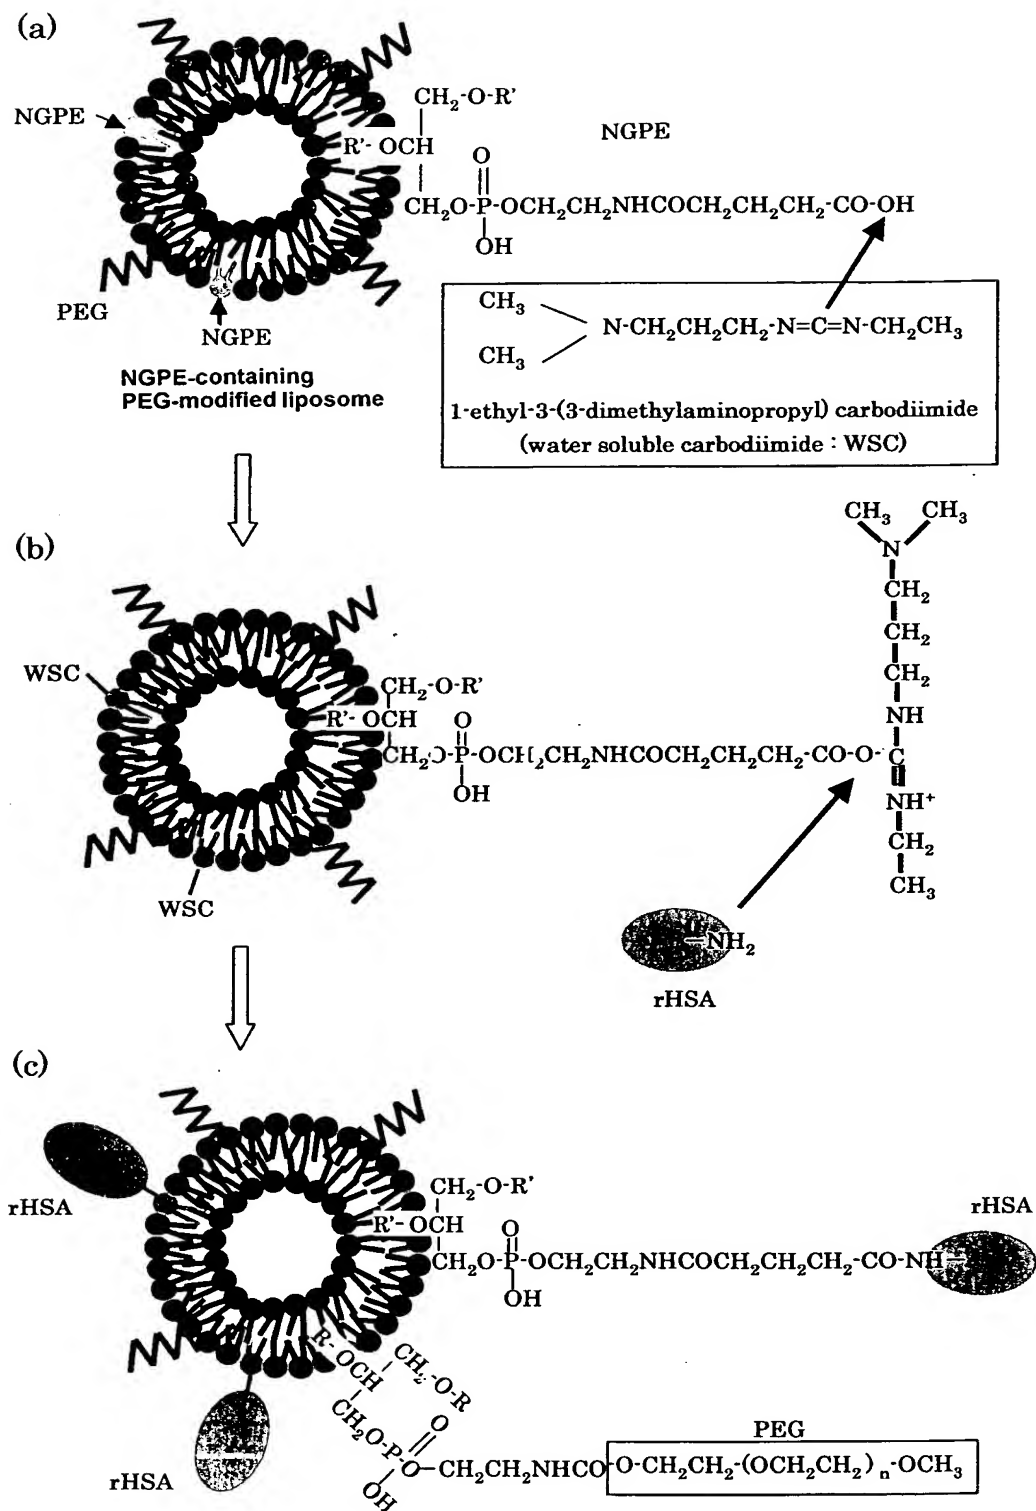 (a)
NGPE
CH₂-O-R'
R'- OCH
NGPE
O
CH₂O-P-OCH₂CH₂NHCOCH₂CH₂CH₂-CO-OH
OH
PEG
NGPE
NGPE-containing
PEG-modified liposome
CH₃
N-CH₂CH₂CH₂-N=C=N-CH₂CH₃
CH₃
1-ethyl-3-(3-dimethylaminopropyl) carbodiimide
(water soluble carbodiimide : WSC)
(b)
CH₃ CH₃
N
CH₂
CH₂
CH₂
NH
C
NH⁺
CH₂
CH₃
WSC
CH₂-O-R'
R'- OCH
O
CH₂O-P-OCH₂CH₂NHCOCH₂CH₂CH₂-CO-O-
OH
WSC
NH₂
rHSA
(c)
rHSA
CH₂-O-R'
R'- OCH
O
CH₂O-P-OCH₂CH₂NHCOCH₂CH₂CH₂-CO-NH
OH
rHSA
R- OCH
CH₂-O-R
CH₂O-P-O-CH₂CH₂NHCO-O-CH₂CH₂-(OCH₂CH₂)n-OCH₃
O
OH
PEG
rHSA